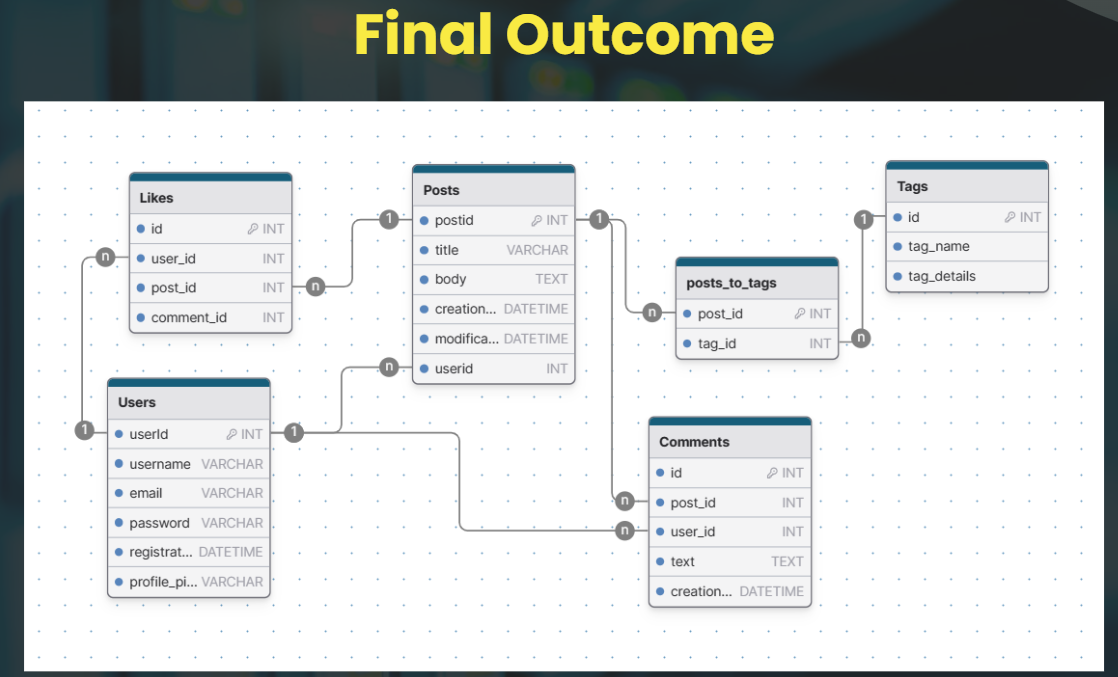 Final Outcome
Likes
id INT
user_id INT
post_id INT
comment_id INT
Posts
postid INT
title VARCHAR
body TEXT
creation... DATETIME
modifica... DATETIME
userid INT
Tags
id INT
tag_name
tag_details
posts_to_tags
post_id INT
tag_id INT
Users
userId INT
username VARCHAR
email VARCHAR
password VARCHAR
registrat... DATETIME
profile_pi... VARCHAR
Comments
id INT
post_id INT
user_id INT
text TEXT
creation... DATETIME
n
1
n
1
1
n
1
n
1
n
n
n